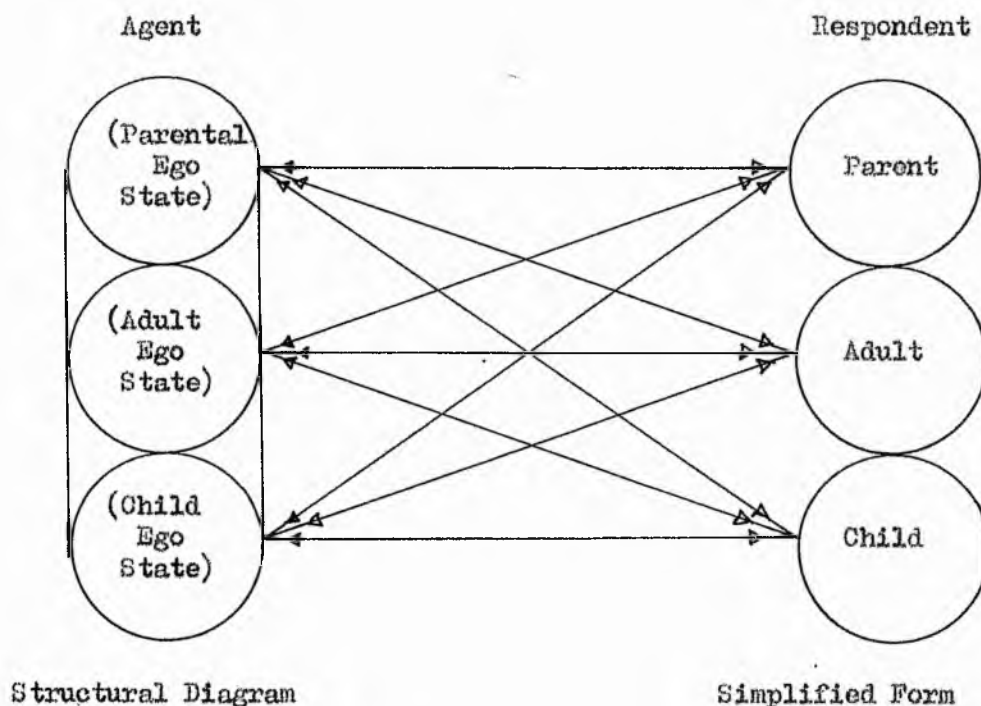 Agent
Respondent
(Parental
Ego
State)
Parent
(Adult
Ego
State)
Adult
(Child
Ego
State)
Child
Structural Diagram
Simplified Form